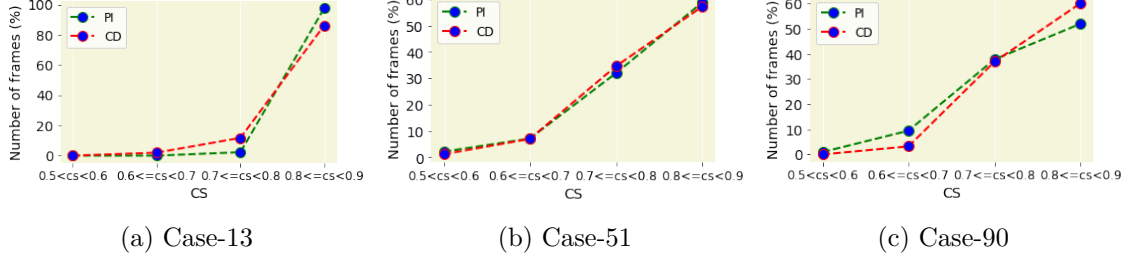 Number of frames (%)
100
80
60
40
20
0
PI
CD
0.5<cs<0.6 0.6<=cs<0.7 0.7<=cs<0.8 0.8<=cs<0.9
CS
(a) Case-13
Number of frames (%)
60
50
40
30
20
10
0
PI
CD
0.5<cs<0.6 0.6<=cs<0.7 0.7<=cs<0.8 0.8<=cs<0.9
CS
(b) Case-51
Number of frames (%)
60
50
40
30
20
10
0
PI
CD
0.5<cs<0.6 0.6<=cs<0.7 0.7<=cs<0.8 0.8<=cs<0.9
CS
(c) Case-90